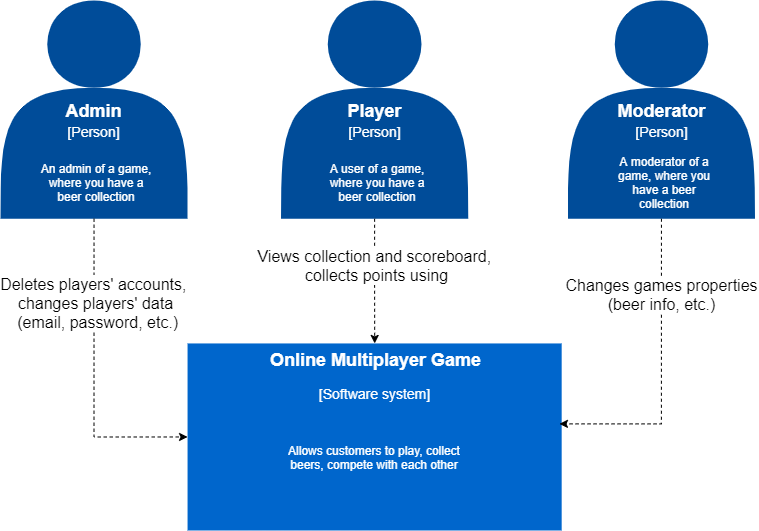 Admin
[Person]
An admin of a game,
where you have a
beer collection
Player
[Person]
A user of a game,
where you have a
beer collection
Moderator
[Person]
A moderator of a
game, where you
have a beer
collection
Deletes players' accounts,
changes players' data
(email, password, etc.)
Views collection and scoreboard,
collects points using
Changes games properties
(beer info, etc.)
Online Multiplayer Game
[Software system]
Allows customers to play, collect
beers, compete with each other